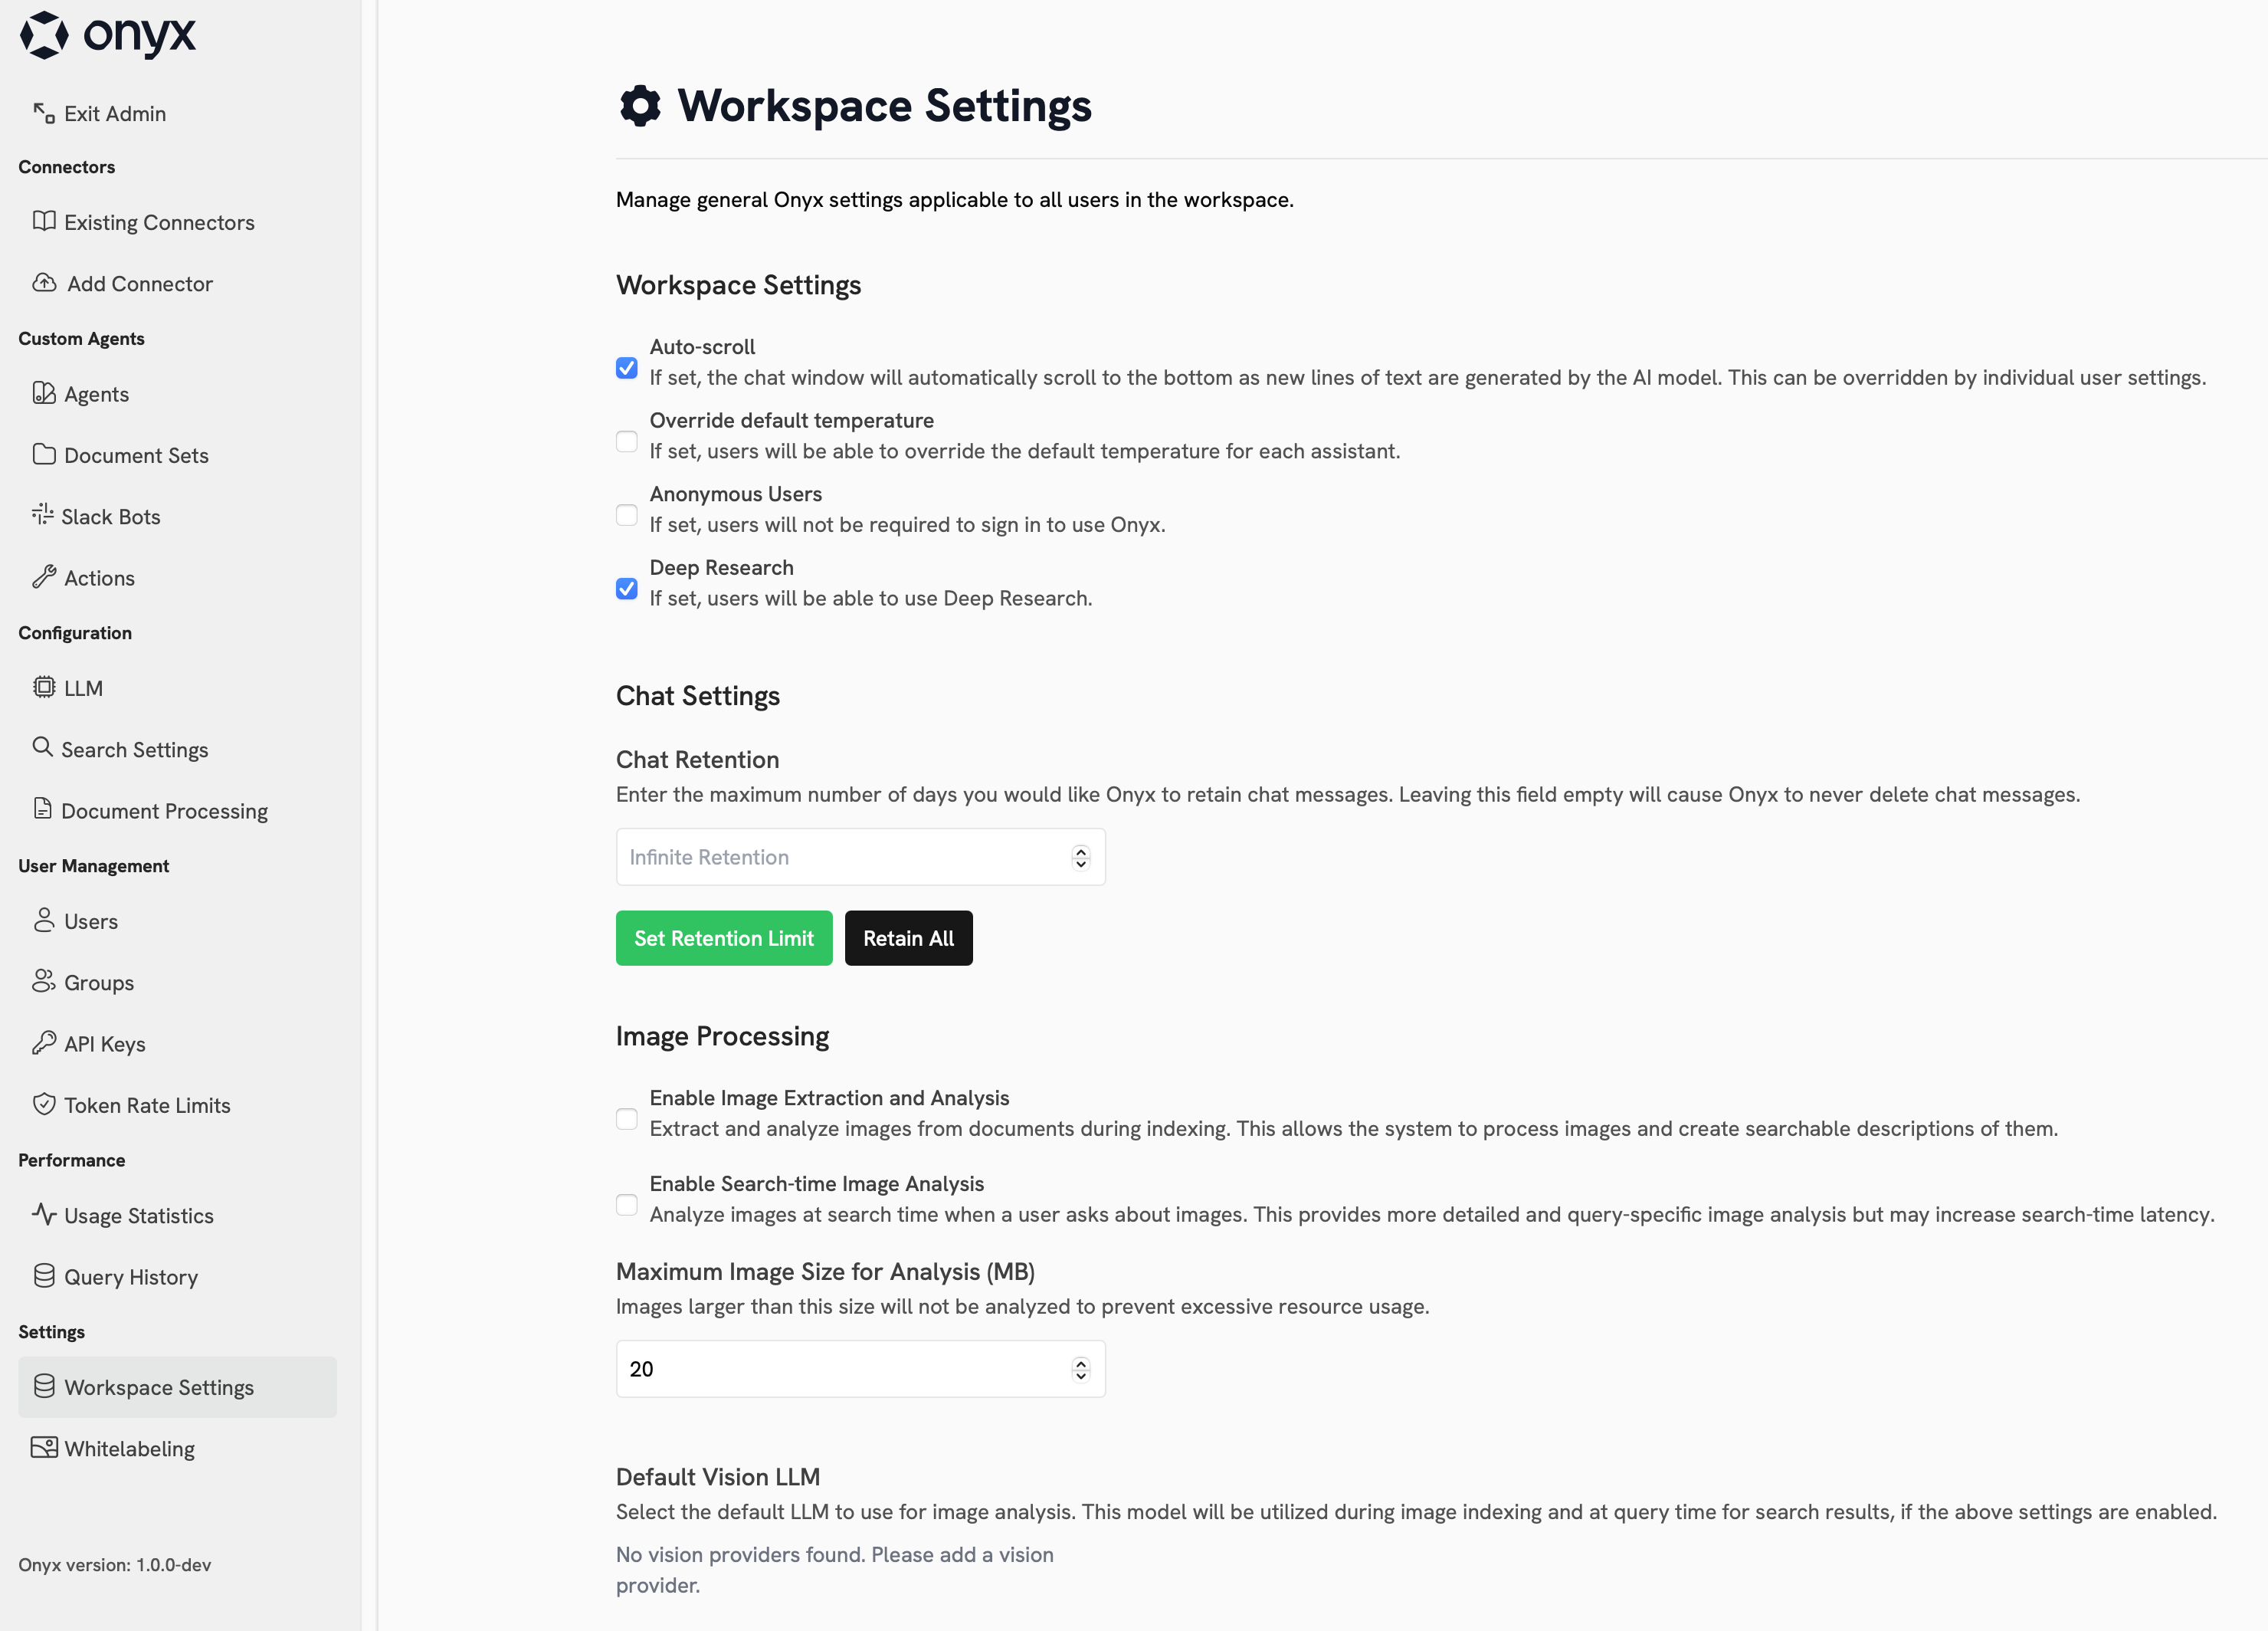 onyx
Exit Admin
Connectors
Existing Connectors
Add Connector
Custom Agents
Agents
Document Sets
Slack Bots
Actions
Configuration
LLM
Search Settings
Document Processing
User Management
Users
Groups
API Keys
Token Rate Limits
Performance
Usage Statistics
Query History
Settings
Workspace Settings
Whitelabeling
Onyx version: 1.0.0-dev
Workspace Settings
Manage general Onyx settings applicable to all users in the workspace.
Workspace Settings
Auto-scroll
If set, the chat window will automatically scroll to the bottom as new lines of text are generated by the AI model. This can be overridden by individual user settings.
Override default temperature
If set, users will be able to override the default temperature for each assistant.
Anonymous Users
If set, users will not be required to sign in to use Onyx.
Deep Research
If set, users will be able to use Deep Research.
Chat Settings
Chat Retention
Enter the maximum number of days you would like Onyx to retain chat messages. Leaving this field empty will cause Onyx to never delete chat messages.
Infinite Retention
Set Retention Limit
Retain All
Image Processing
Enable Image Extraction and Analysis
Extract and analyze images from documents during indexing. This allows the system to process images and create searchable descriptions of them.
Enable Search-time Image Analysis
Analyze images at search time when a user asks about images. This provides more detailed and query-specific image analysis but may increase search-time latency.
Maximum Image Size for Analysis (MB)
Images larger than this size will not be analyzed to prevent excessive resource usage.
20
Default Vision LLM
Select the default LLM to use for image analysis. This model will be utilized during image indexing and at query time for search results, if the above settings are enabled.
No vision providers found. Please add a vision
provider.